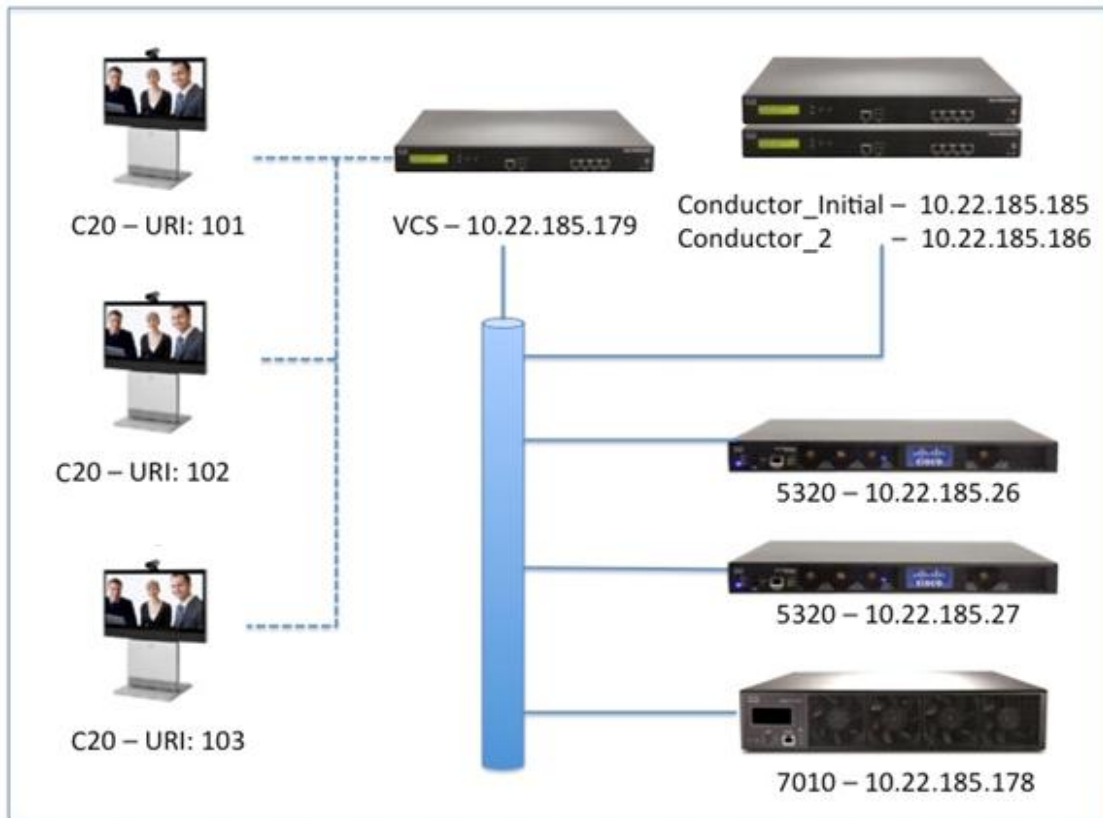 C20 – URI: 101
VCS – 10.22.185.179
Conductor_Initial – 10.22.185.185
Conductor_2 – 10.22.185.186
C20 – URI: 102
5320 – 10.22.185.26
5320 – 10.22.185.27
C20 – URI: 103
7010 – 10.22.185.178
CISCO
CISCO